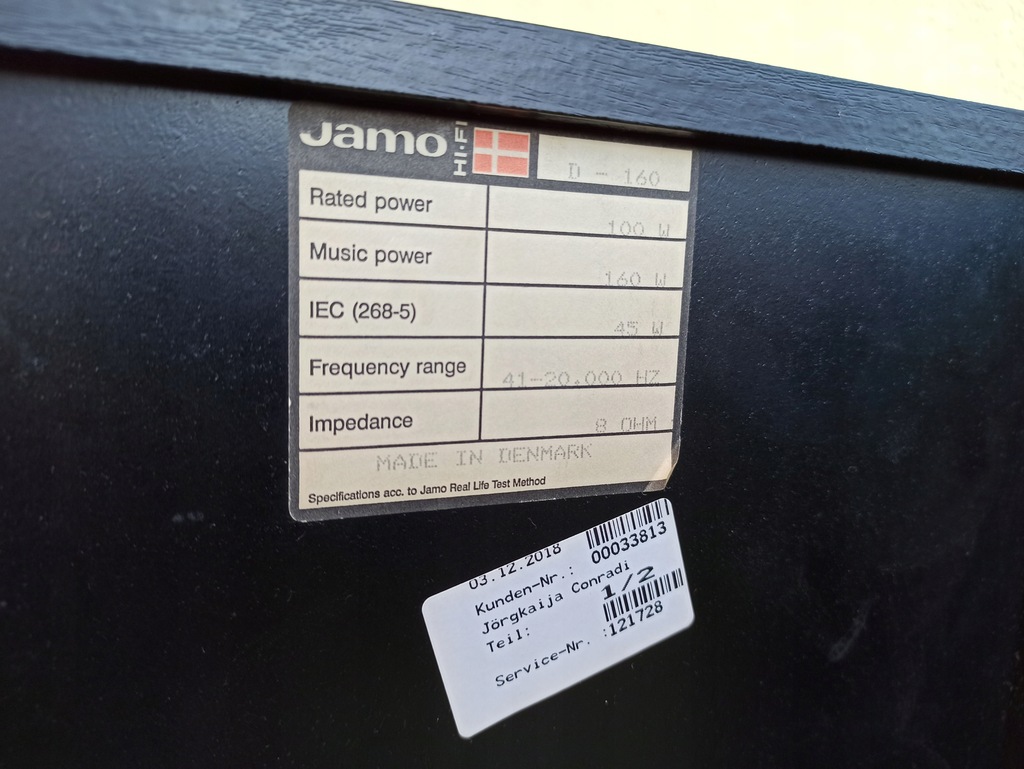 Jamo HI-FI D - 160
Rated power 100 W
Music power 160 W
IEC (268-5) 45 W
Frequency range 41-20.000 HZ
Impedance 8 OHM
MADE IN DENMARK
Specifications acc. to Jamo Real Life Test Method
03.12.2018
Kunden-Nr.: 00033813
Jörgkaija Conradi
Teil: 1/2
Service-Nr. :121728